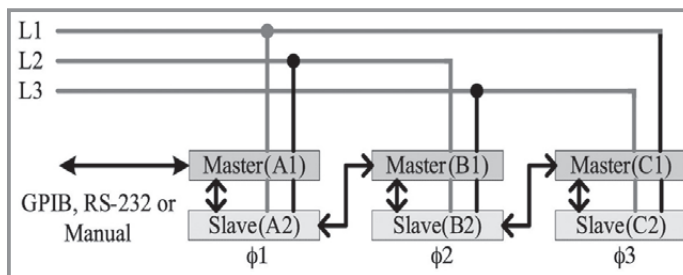 L1
L2
L3
Master(A1) Master(B1) Master(C1)
GPIB, RS-232 or
Manual
Slave(A2) Slave(B2) Slave(C2)
ϕ1 ϕ2 ϕ3